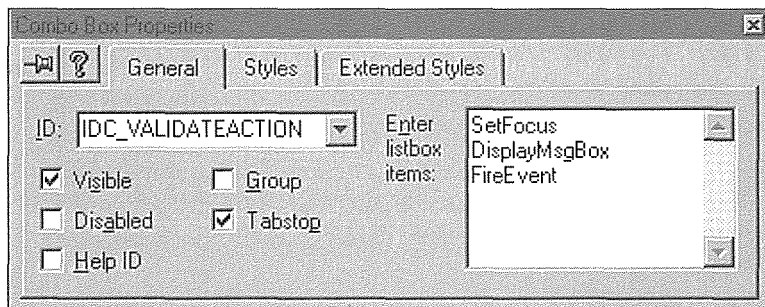 Combo Box Properties
General Styles Extended Styles
ID: IDC_VALIDATEACTION
Enter listbox items:
SetFocus
DisplayMsgBox
FireEvent
Visible Group
Disabled Tabstop
Help ID